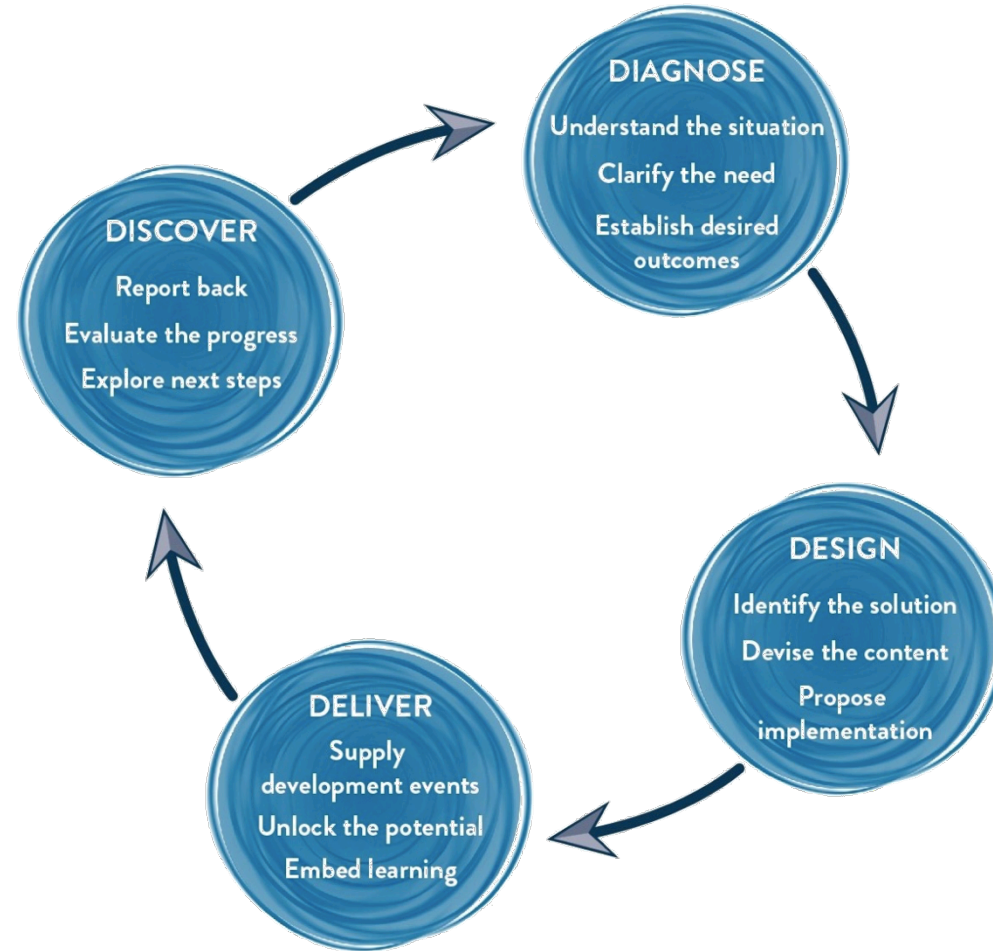 DIAGNOSE
Understand the situation
Clarify the need
Establish desired
outcomes
DESIGN
Identify the solution
Devise the content
Propose
implementation
DELIVER
Supply
development events
Unlock the potential
Embed learning
DISCOVER
Report back
Evaluate the progress
Explore next steps